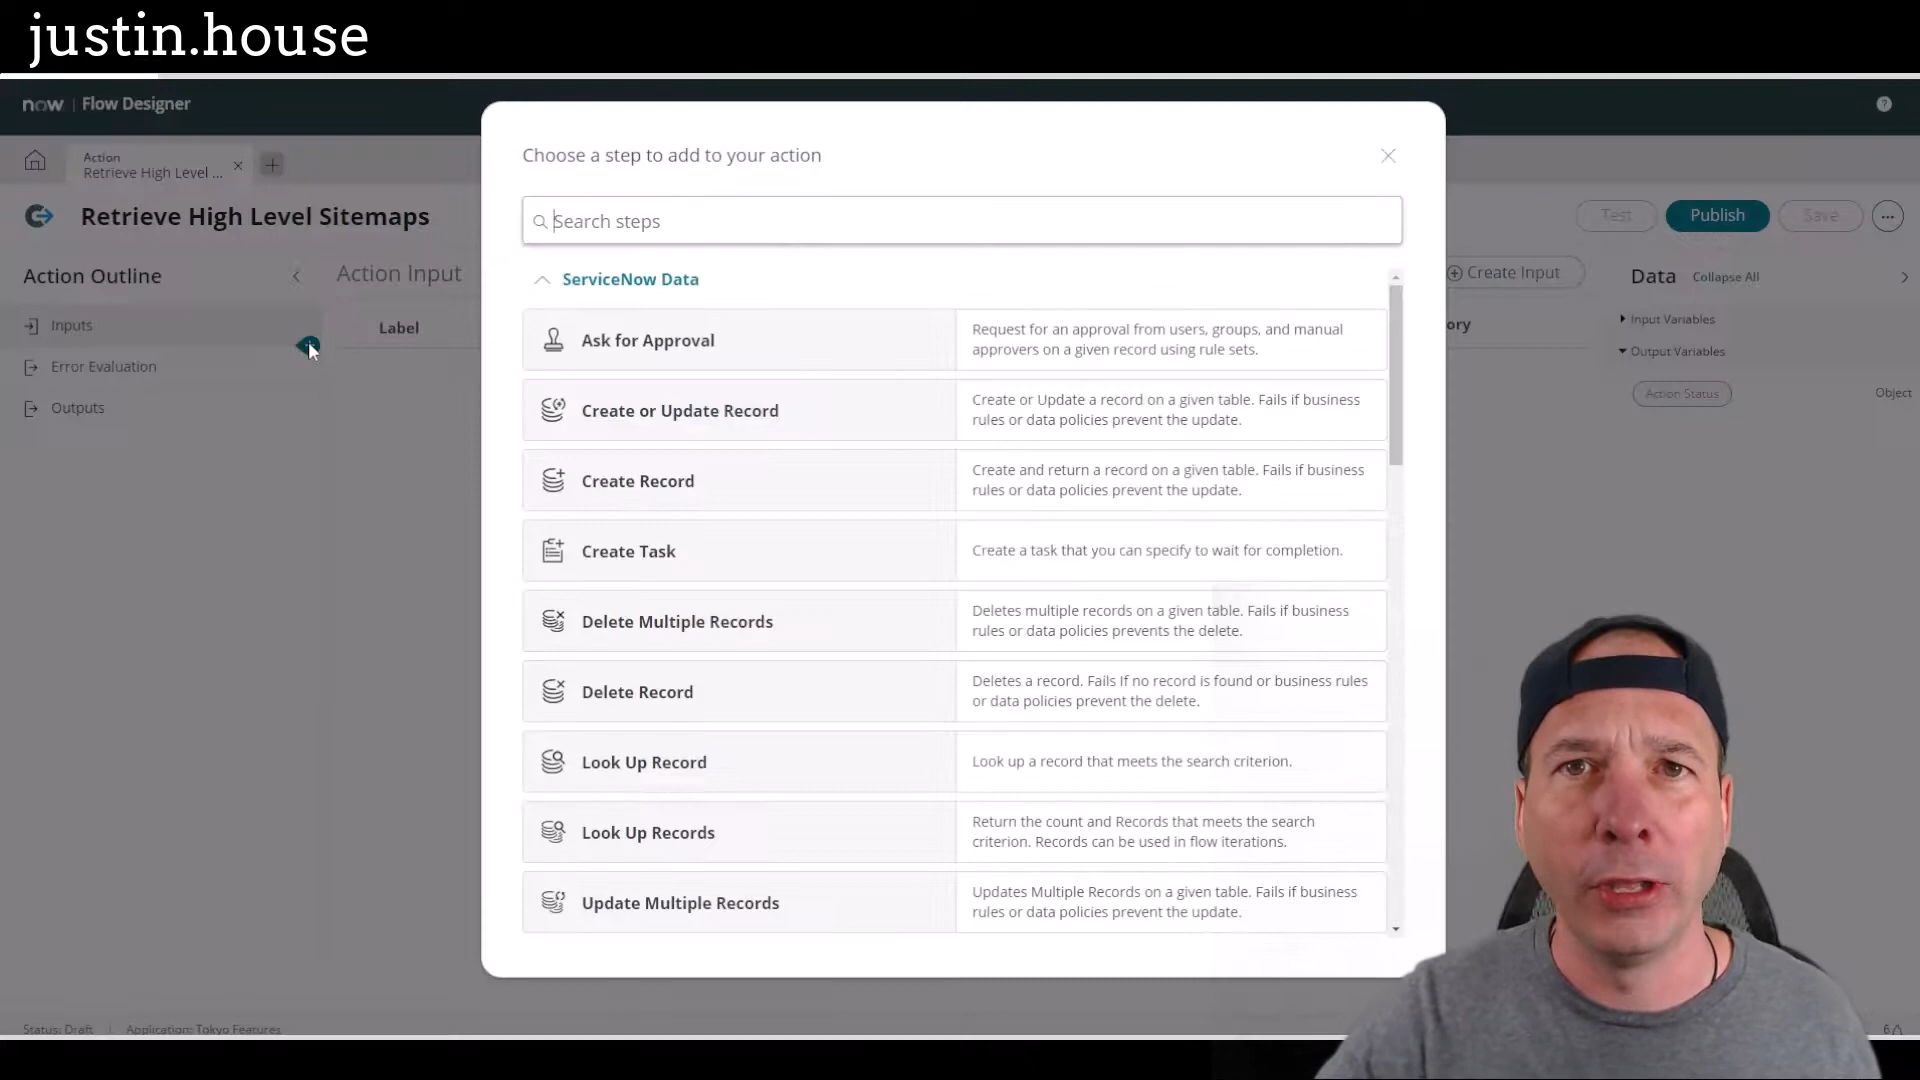 justin.house
now | Flow Designer
Action
Retrieve High Level ...
Retrieve High Level Sitemaps
Test
Publish
Save
Action Outline
Inputs
Error Evaluation
Outputs
Action Input
Label
Create Input
ory
Data
Collapse All
Input Variables
Output Variables
Action Status
Object
Choose a step to add to your action
Search steps
ServiceNow Data
Ask for Approval
Request for an approval from users, groups, and manual
approvers on a given record using rule sets.
Create or Update Record
Create or Update a record on a given table. Fails if business
rules or data policies prevent the update.
Create Record
Create and return a record on a given table. Fails if business
rules or data policies prevent the update.
Create Task
Create a task that you can specify to wait for completion.
Delete Multiple Records
Deletes multiple records on a given table. Fails if business
rules or data policies prevents the delete.
Delete Record
Deletes a record. Fails If no record is found or business rules
or data policies prevent the delete.
Look Up Record
Look up a record that meets the search criterion.
Look Up Records
Return the count and Records that meets the search
criterion. Records can be used in flow iterations.
Update Multiple Records
Updates Multiple Records on a given table. Fails if business
rules or data policies prevent the update.
Status: Draft | Application: Tokyo Features